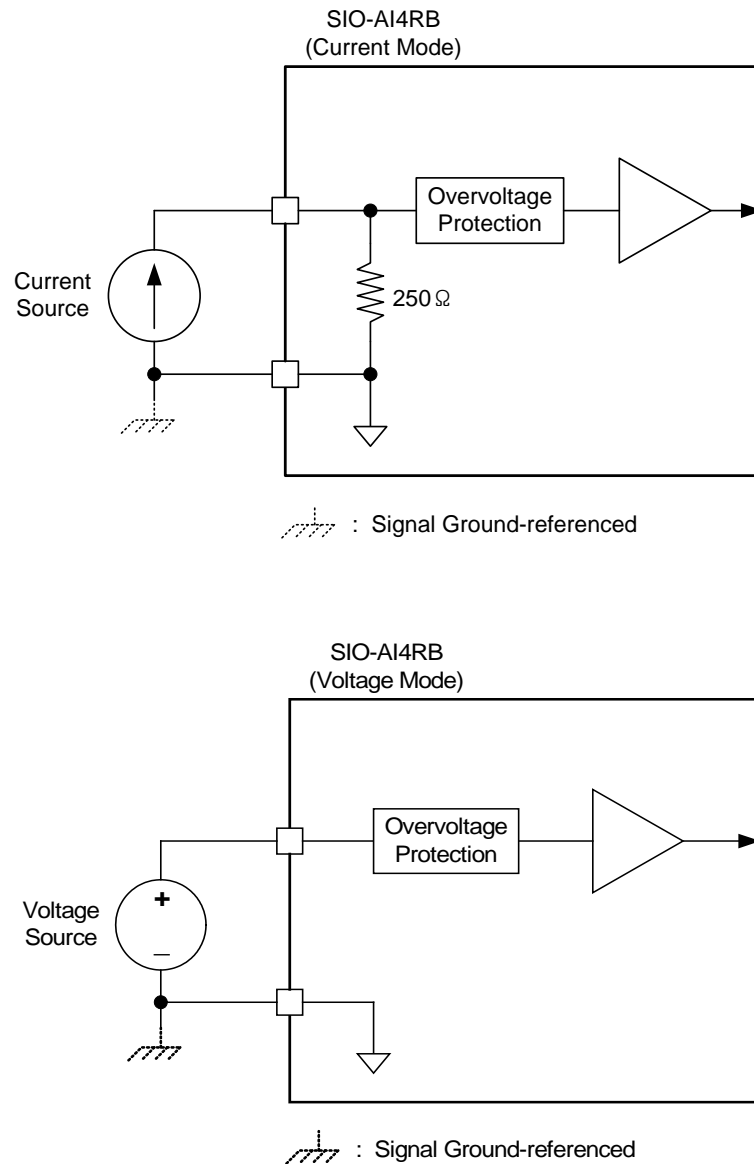 SIO-AI4RB
(Current Mode)
Overvoltage
Protection
Current
Source
250Ω
: Signal Ground-referenced
SIO-AI4RB
(Voltage Mode)
Overvoltage
Protection
Voltage
Source
+
−
: Signal Ground-referenced